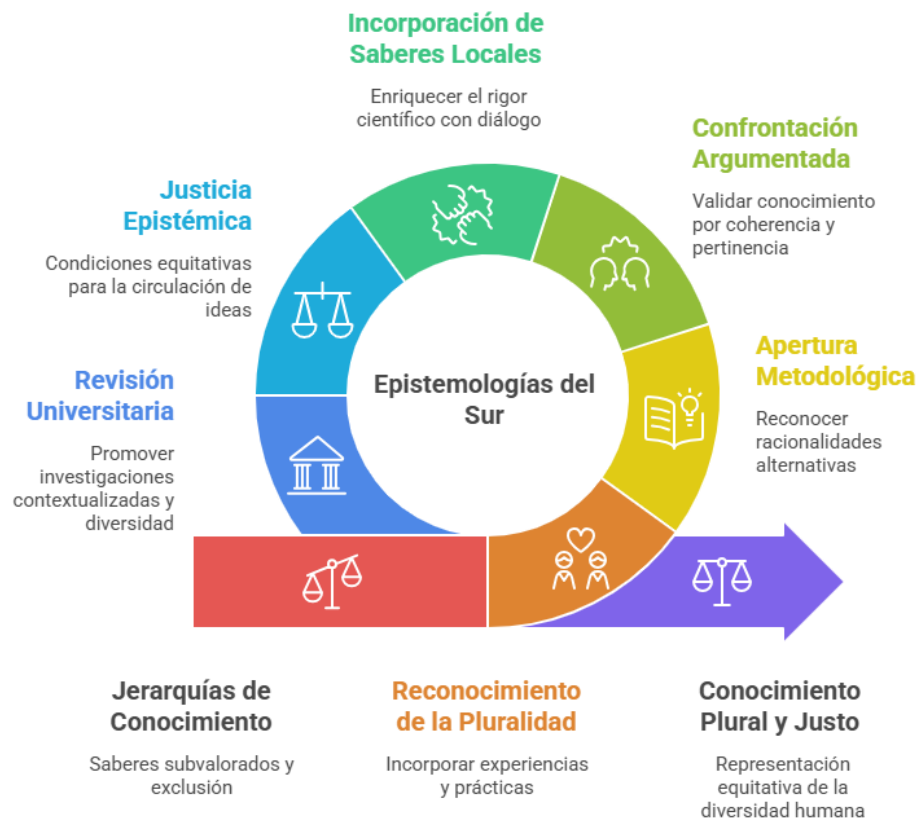 Incorporación de
Saberes Locales
Enriquecer el rigor
científico con diálogo
Confrontación
Argumentada
Validar conocimiento
por coherencia y
pertinencia
Justicia
Epistémica
Condiciones equitativas
para la circulación de
ideas
Apertura
Metodológica
Reconocer
racionalidades
alternativas
Epistemologías del
Sur
Revisión
Universitaria
Promover
investigaciones
contextualizadas y
diversidad
Jerarquías de
Conocimiento
Saberes subvalorados y
exclusión
Reconocimiento
de la Pluralidad
Incorporar experiencias
y prácticas
Conocimiento
Plural y Justo
Representación
equitativa de la
diversidad humana